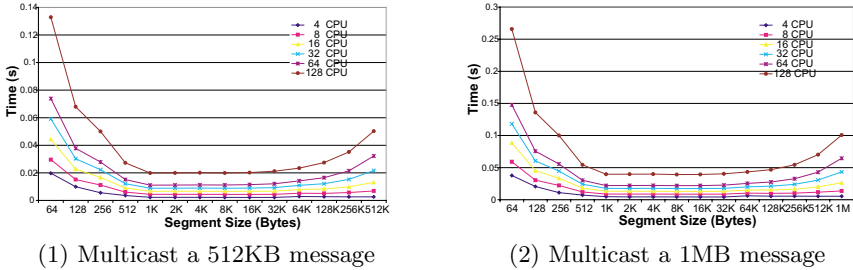 0.14
0.12
0.1
0.08
0.06
0.04
0.02
0
Time (s)
4 CPU
8 CPU
16 CPU
32 CPU
64 CPU
128 CPU
64 128 256 512 1K 2K 4K 8K 16K 32K 64K 128K 256K 512K
Segment Size (Bytes)
(1) Multicast a 512KB message
0.3
0.25
0.2
0.15
0.1
0.05
0
Time (s)
4 CPU
8 CPU
16 CPU
32 CPU
64 CPU
128 CPU
64 128 256 512 1K 2K 4K 8K 16K 32K 64K 128K 256K 512K 1M
Segment Size (Bytes)
(2) Multicast a 1MB message